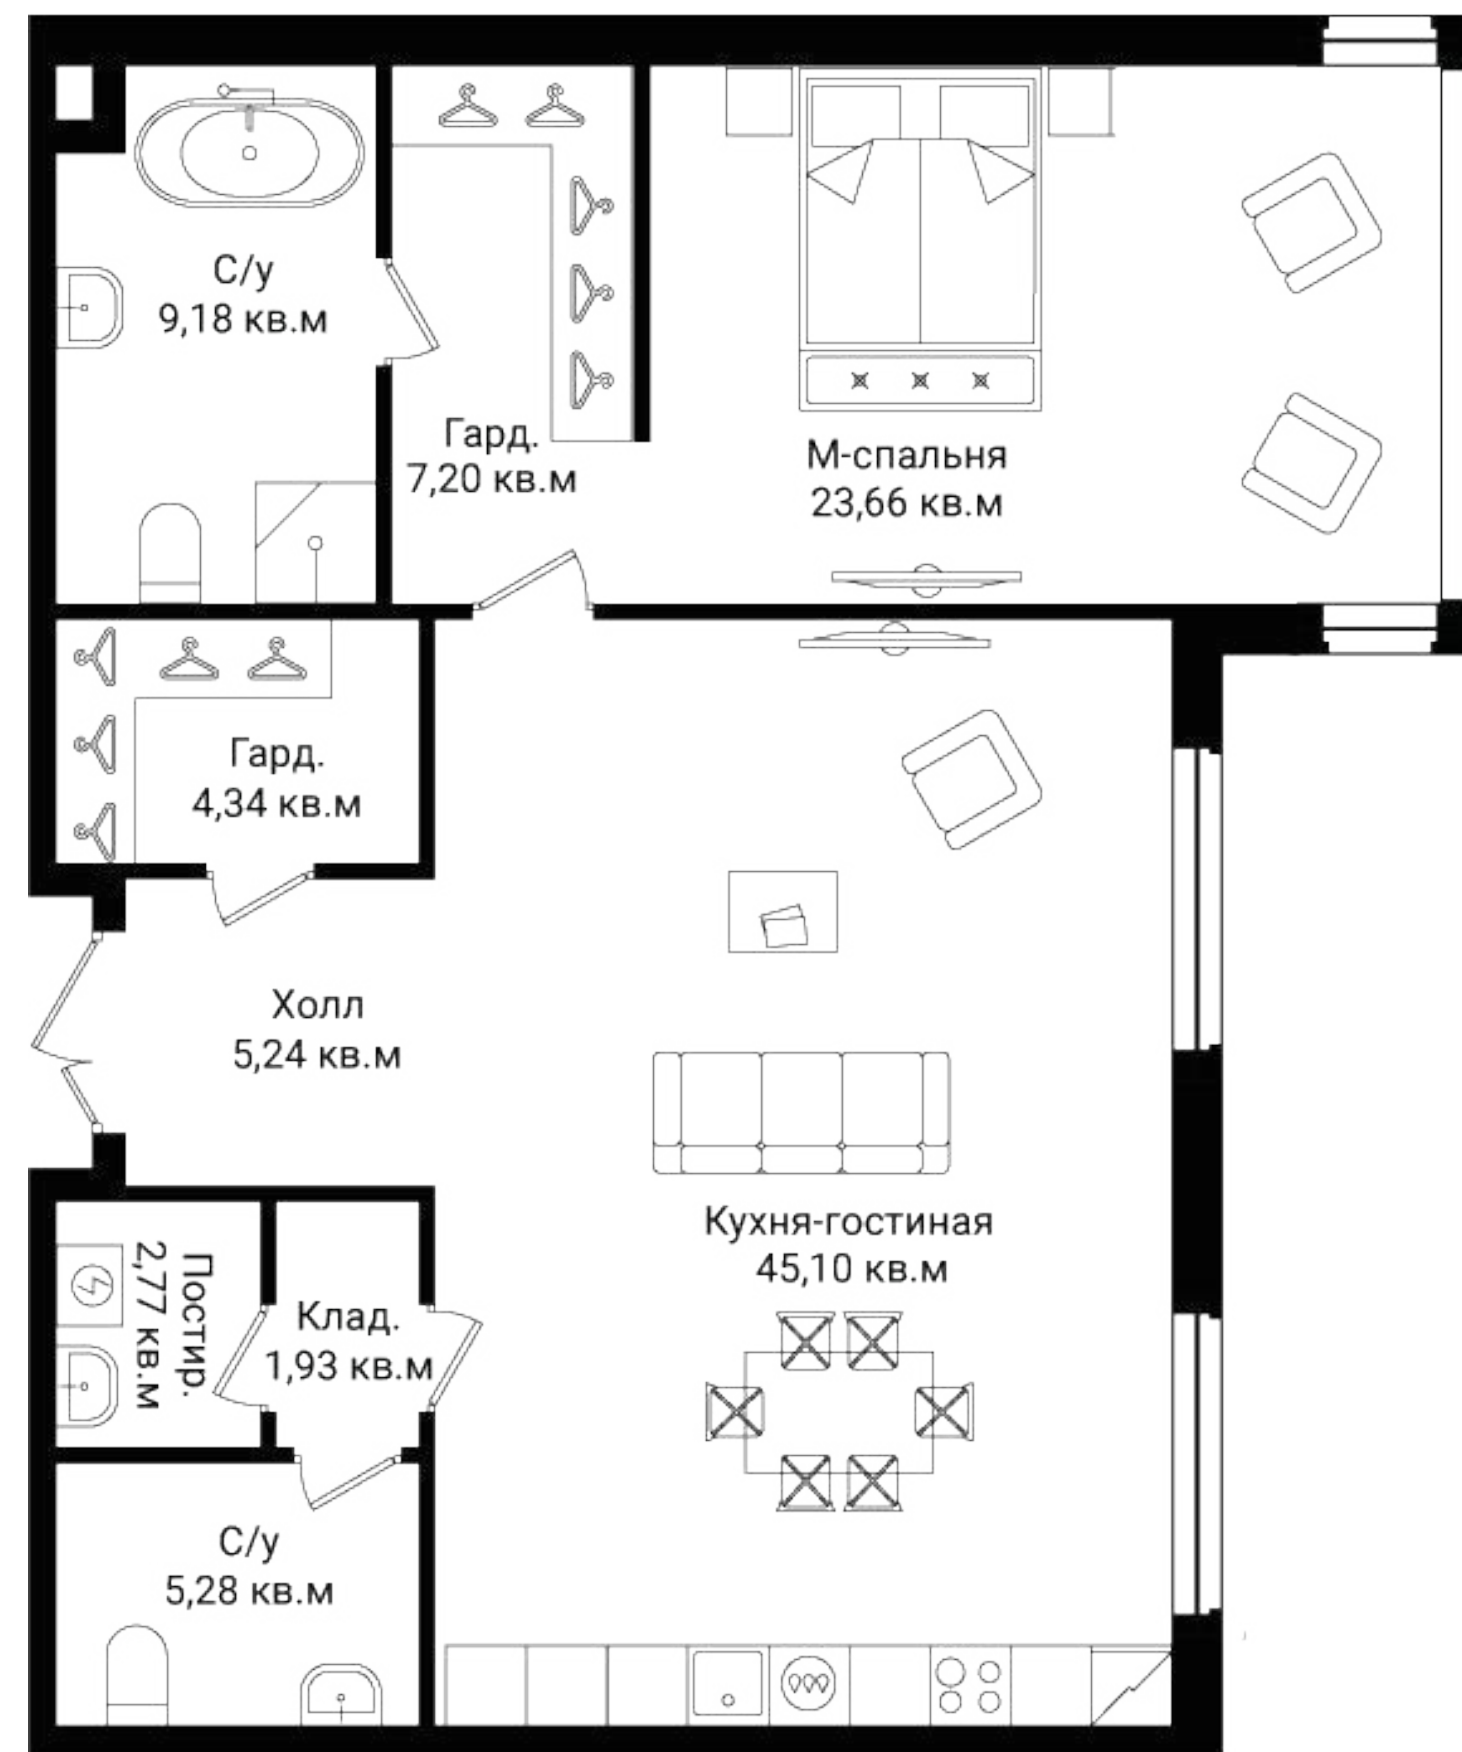 С/у
9,18 кв.м
Гард.
7,20 кв.м
М-спальня
23,66 кв.м
Гард.
4,34 кв.м
Холл
5,24 кв.м
Кухня-гостиная
45,10 кв.м
Постир.
2,77 кв.м
Клад.
1,93 кв.м
С/у
5,28 кв.м